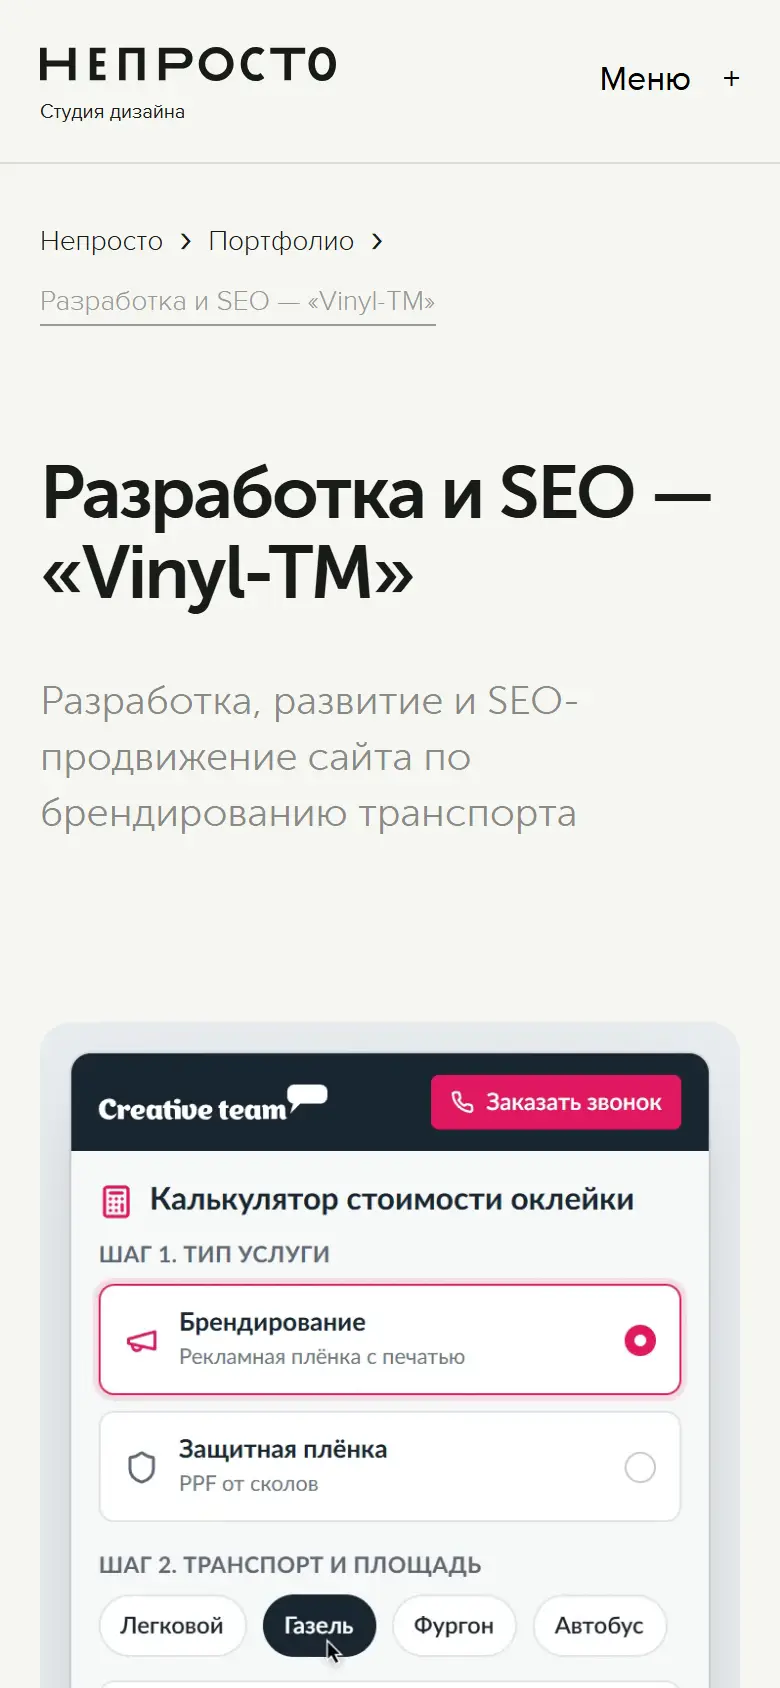 НЕПРОСТО
Студия дизайна
Меню +
Непросто > Портфолио >
Разработка и SEO — «Vinyl-TM»
Разработка и SEO —
«Vinyl-TM»
Разработка, развитие и SEO-
продвижение сайта по
брендированию транспорта
Creative team
Заказать звонок
Калькулятор стоимости оклейки
ШАГ 1. ТИП УСЛУГИ
Брендирование
Рекламная плёнка с печатью
Защитная плёнка
PPF от сколов
ШАГ 2. ТРАНСПОРТ И ПЛОЩАДЬ
Легковой Газель Фургон Автобус